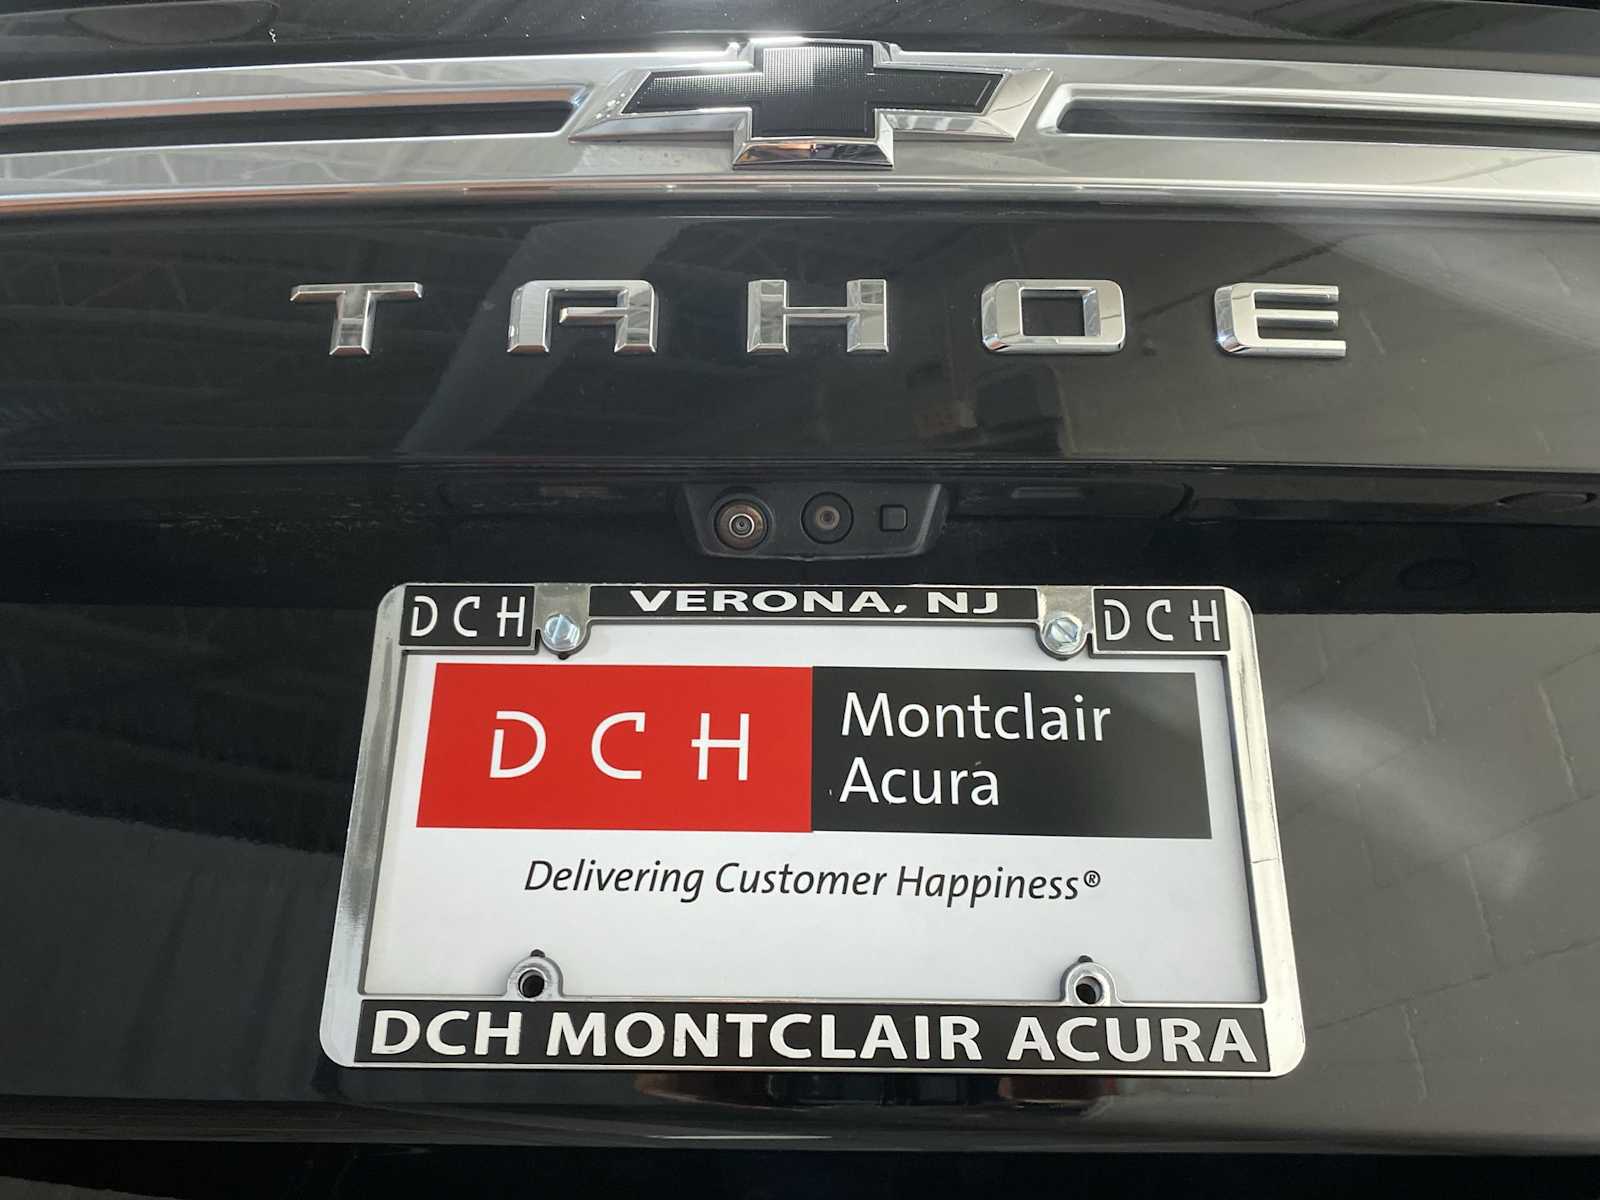 TAHOE
DCH VERONA, NJ DCH
DCH Montclair
Acura
Delivering Customer Happiness®
DCH MONTCLAIR ACURA